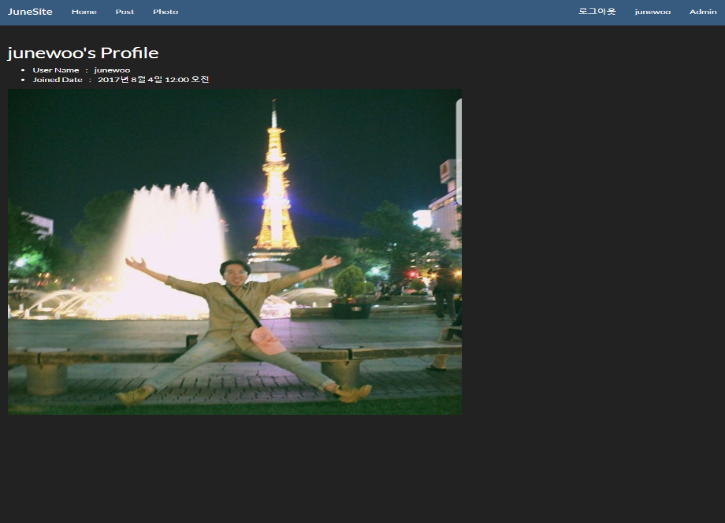 JuneSite Home Post Photo 로그아웃 junewoo Admin
junewoo's Profile
User Name : junewoo
Joined Date : 2017년 8월 4일 12:00 오전